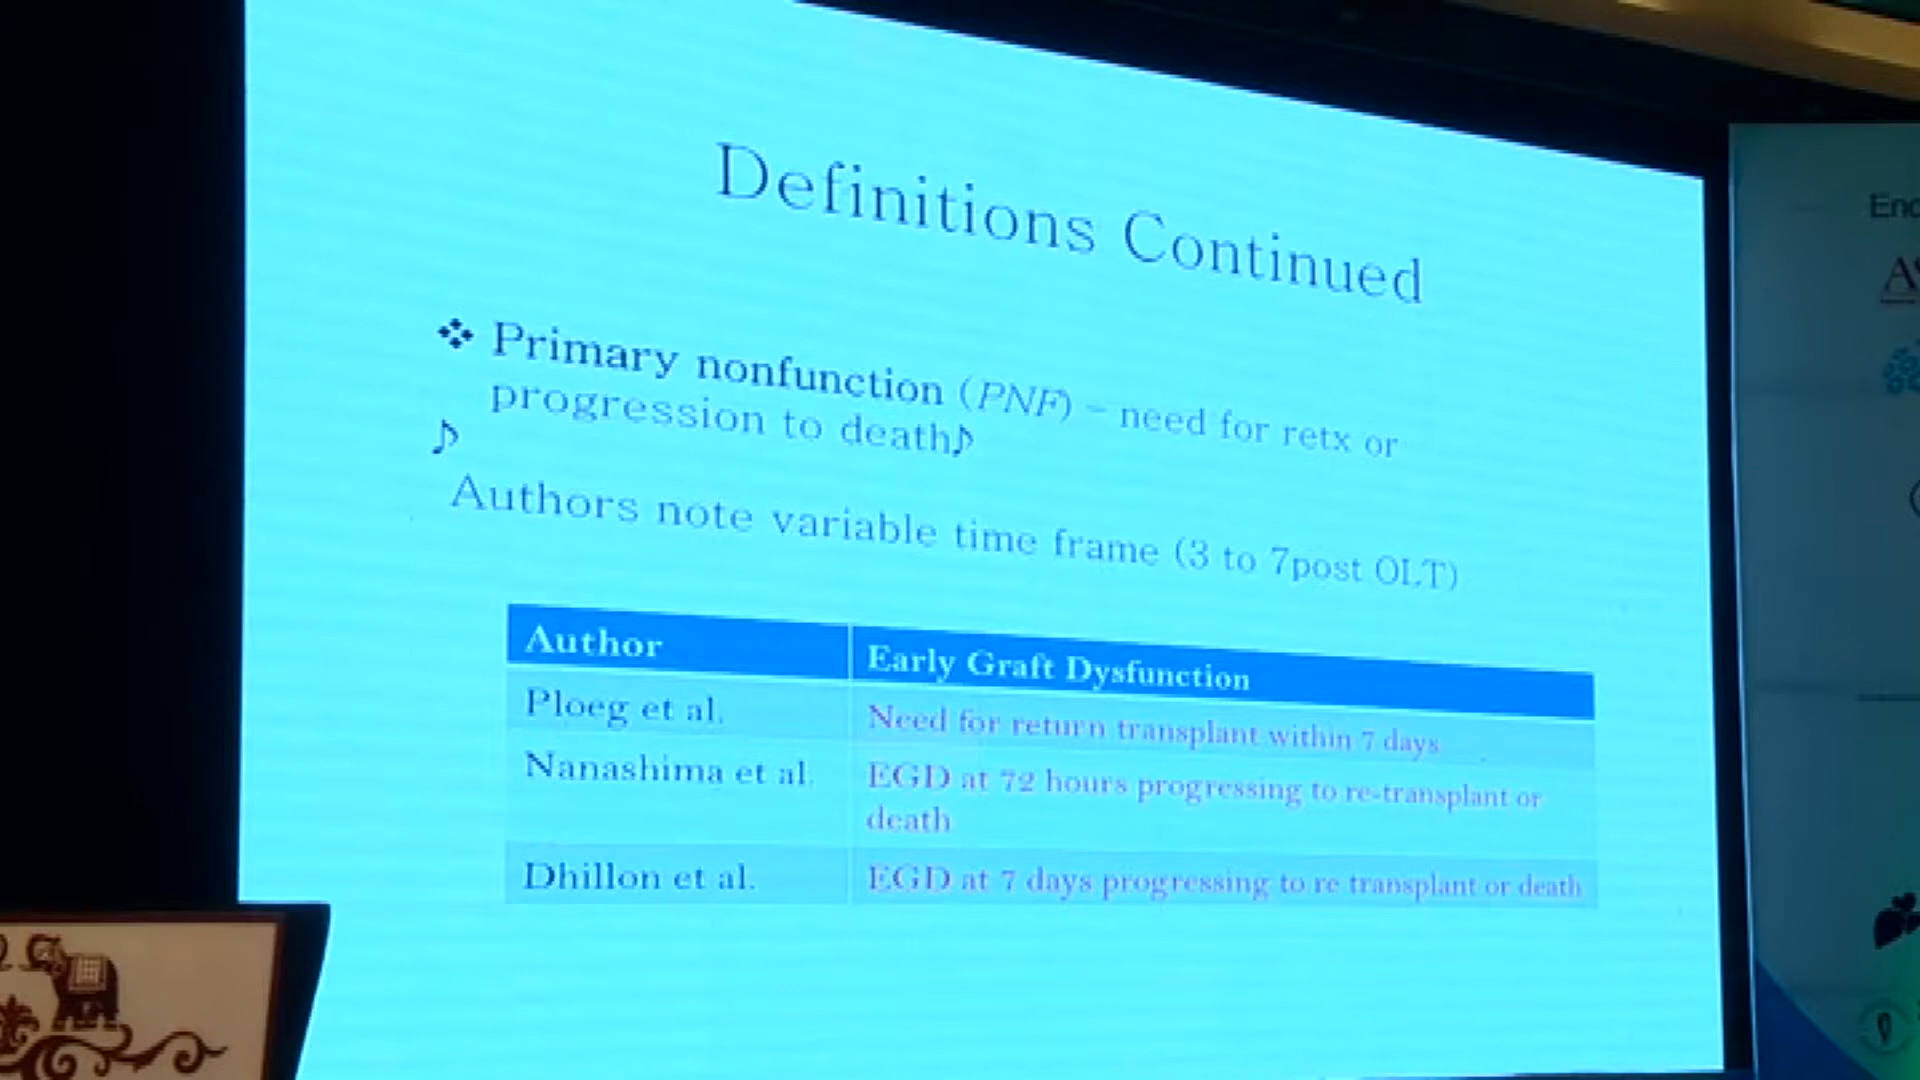 Definitions Continued
❖ Primary nonfunction (PNF) – need for retx or
progression to death♪
♪
Authors note variable time frame (3 to 7post OLT)
Author Early Graft Dysfunction
Ploeg et al. Need for return transplant within 7 days
Nanashima et al. EGD at 72 hours progressing to re-transplant or
death
Dhillon et al. EGD at 7 days progressing to re transplant or death